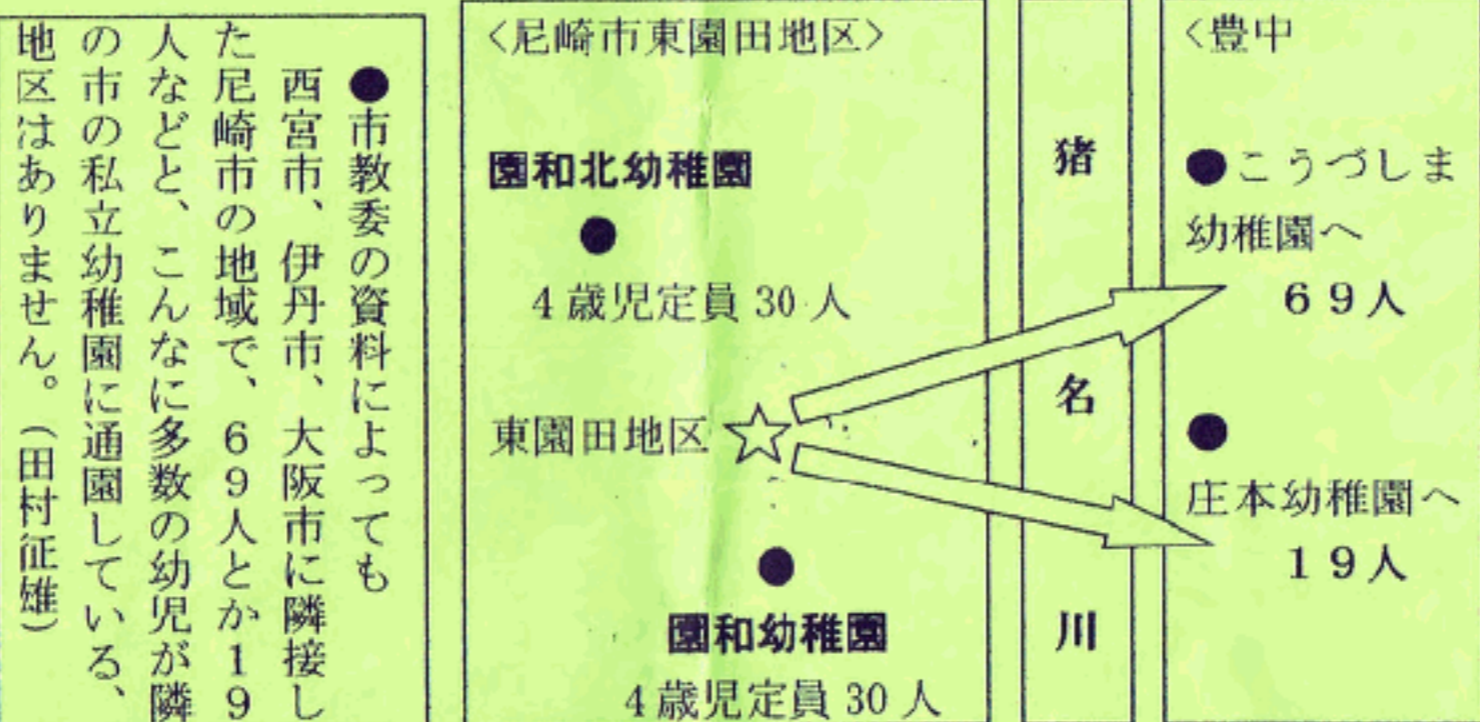 ●市教委の資料によっても
西宮市、伊丹市、大阪市に隣接し
た尼崎市の地域で、69人とか19
人などと、こんなに多数の幼児が隣
の市の私立幼稚園に通園している、
地区はありません。(田村征雄)
<尼崎市東園田地区>
園和北幼稚園
4歳児定員30人
東園田地区
園和幼稚園
4歳児定員30人
猪名川
<豊中
●こうづしま
幼稚園へ
69人
庄本幼稚園へ
19人